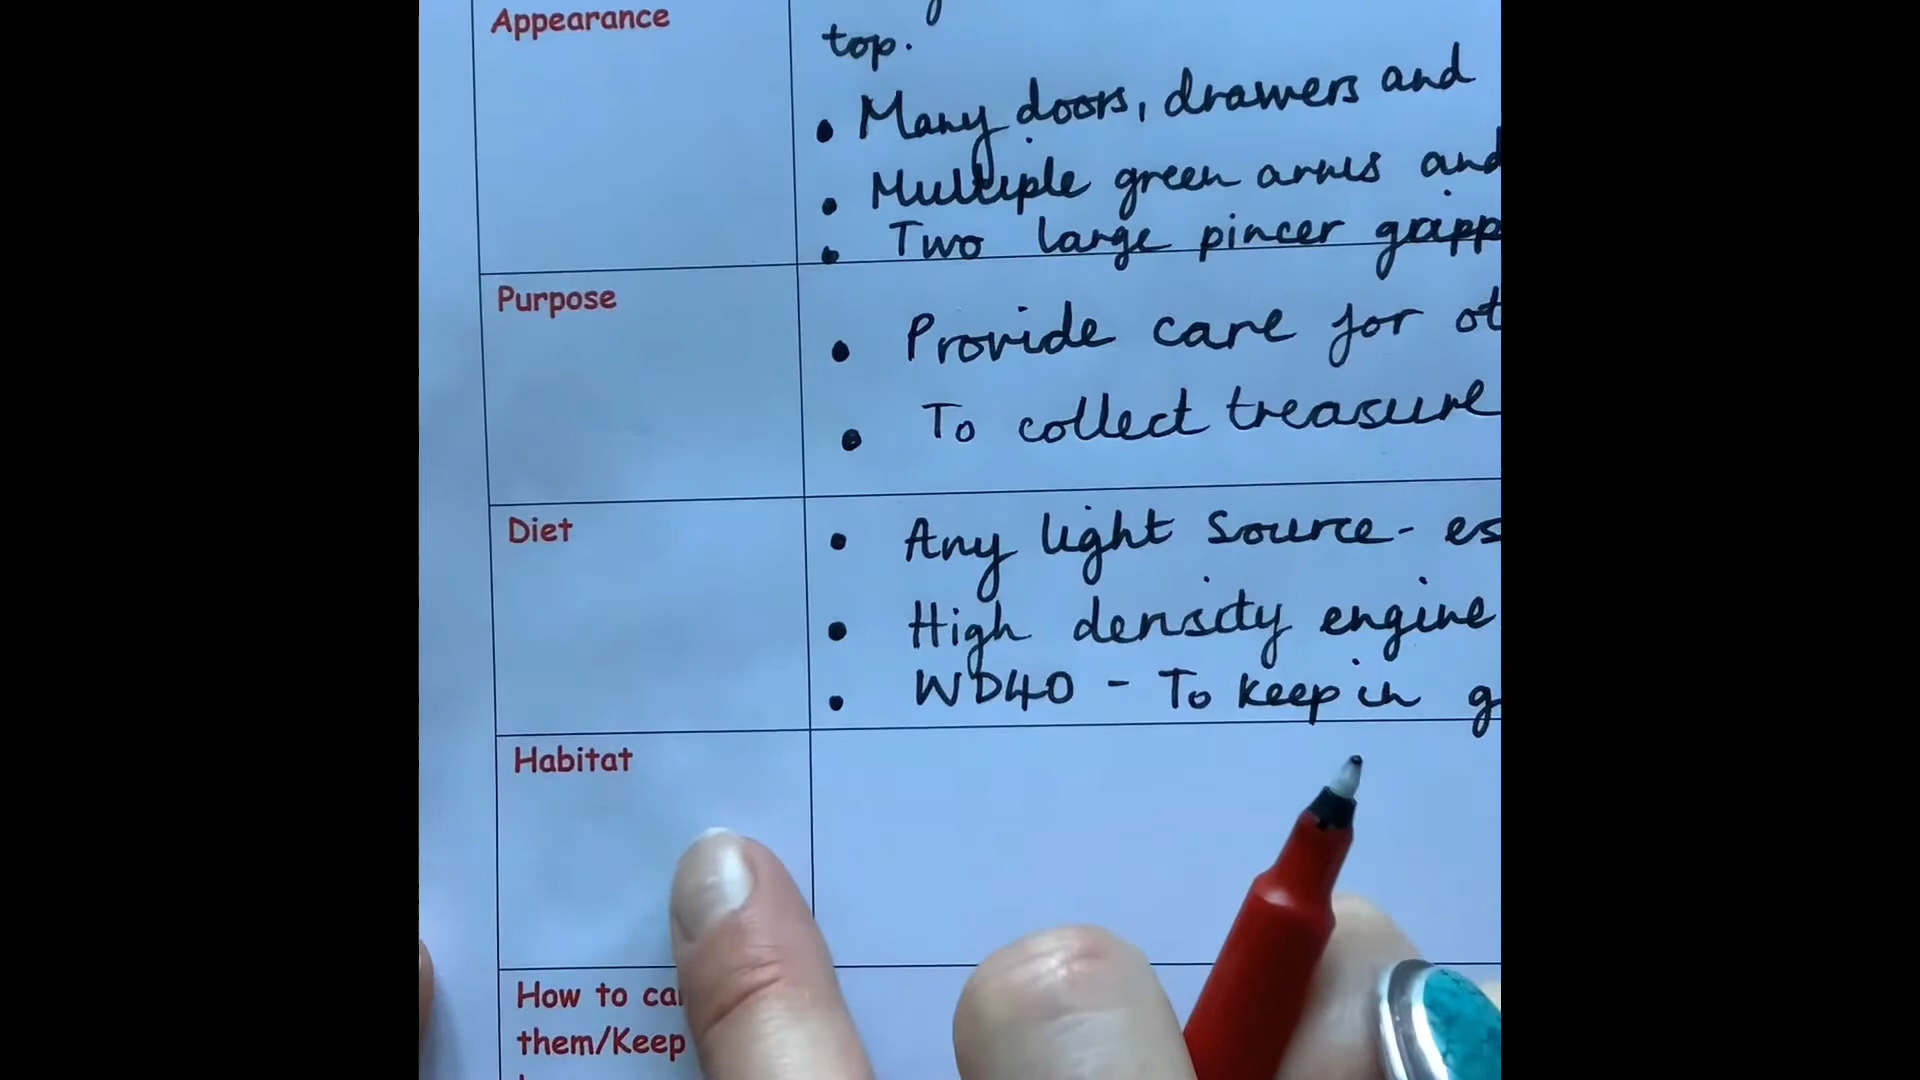 Appearance
top.
• Many doors, drawers and
• Multiple green arms and
• Two large pincer gripp
Purpose
• Provide care for ot
• To collect treasure
Diet
• Any light source - es
• High density engine
• WD40 - To keep in g
Habitat
How to ca
them/Keep